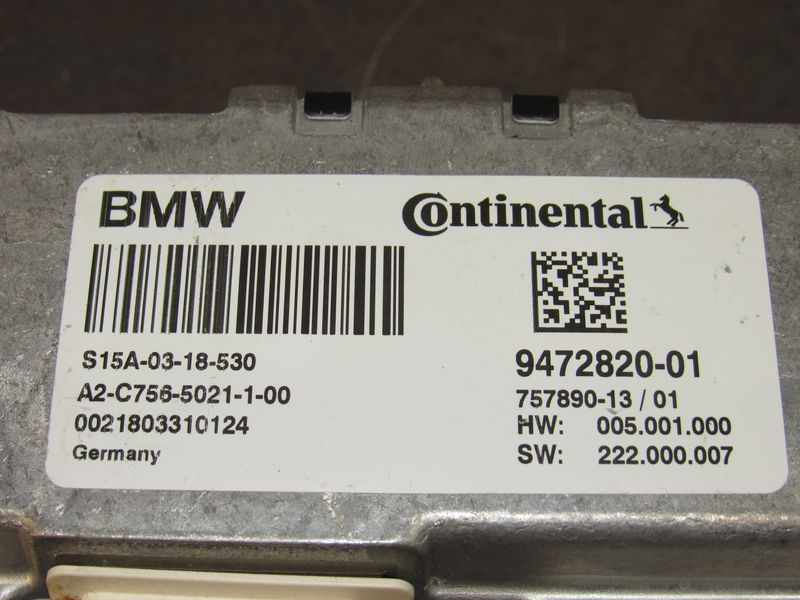 BMW
Continental
S15A-03-18-530
A2-C756-5021-1-00
0021803310124
Germany
9472820-01
757890-13 / 01
HW: 005.001.000
SW: 222.000.007